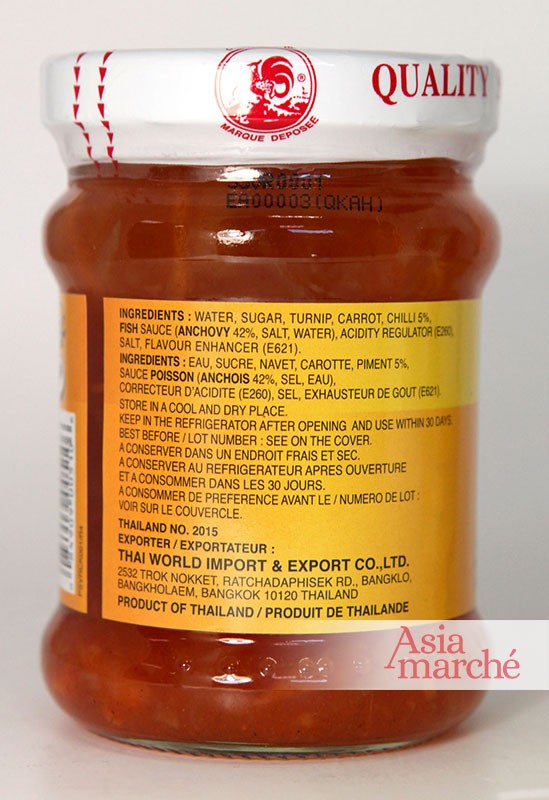 QUALITY
MARQUE DEPOSÉE
EA00003(QKAH)
INGREDIENTS : WATER, SUGAR, TURNIP, CARROT, CHILLI 5%,
FISH SAUCE (ANCHOVY 42%, SALT, WATER), ACIDITY REGULATOR (E260),
SALT, FLAVOUR ENHANCER (E621).
INGREDIENTS : EAU, SUCRE, NAVET, CAROTTE, PIMENT 5%,
SAUCE POISSON (ANCHOIS 42%, SEL, EAU),
CORRECTEUR D'ACIDITE (E260), SEL, EXHAUSTEUR DE GOUT (E621).
STORE IN A COOL AND DRY PLACE.
KEEP IN THE REFRIGERATOR AFTER OPENING AND USE WITHIN 30 DAYS.
BEST BEFORE / LOT NUMBER : SEE ON THE COVER.
A CONSERVER DANS UN ENDROIT FRAIS ET SEC.
A CONSERVER AU REFRIGERATEUR APRES OUVERTURE
ET A CONSOMMER DANS LES 30 JOURS.
A CONSOMMER DE PREFERENCE AVANT LE / NUMERO DE LOT :
VOIR SUR LE COUVERCLE.
THAILAND NO. 2015
EXPORTER / EXPORTATEUR :
THAI WORLD IMPORT & EXPORT CO.,LTD.
2532 TROK NOKKET, RATCHADAPHISEK RD., BANGKLO,
BANGKHOLAEM, BANGKOK 10120 THAILAND
PRODUCT OF THAILAND / PRODUIT DE THAILANDE
Asia
marché